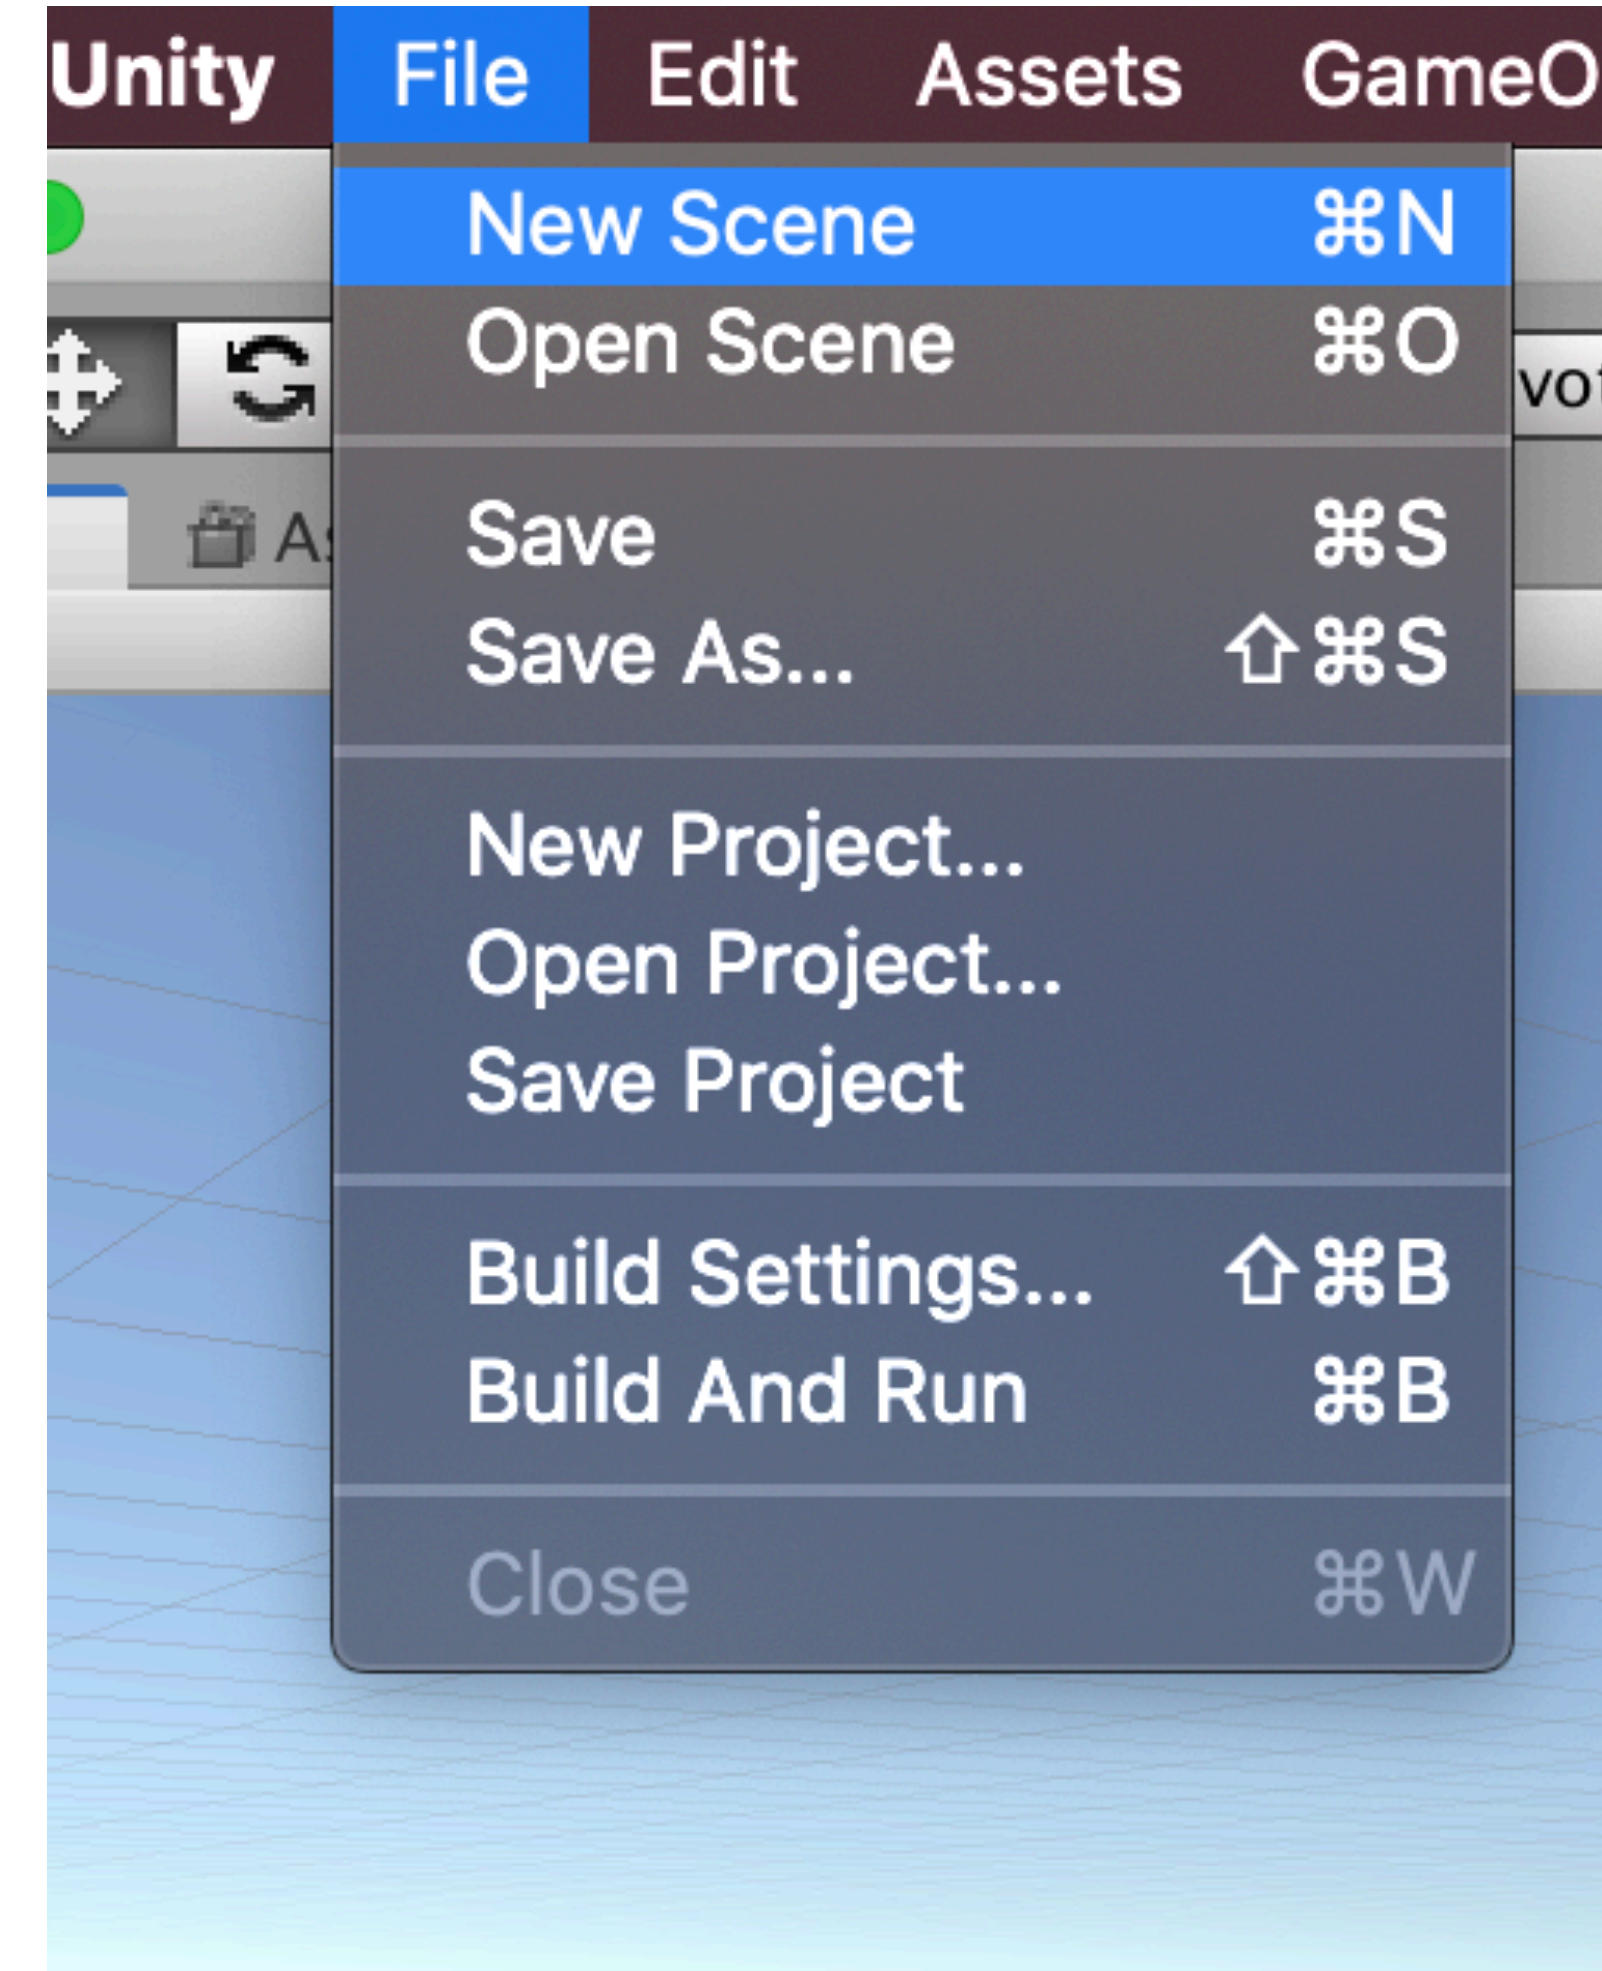 Unity File Edit Assets GameO
New Scene ⌘N
Open Scene ⌘O
Save ⌘S
Save As... ⇧⌘S
New Project...
Open Project...
Save Project
Build Settings... ⇧⌘B
Build And Run ⌘B
Close ⌘W